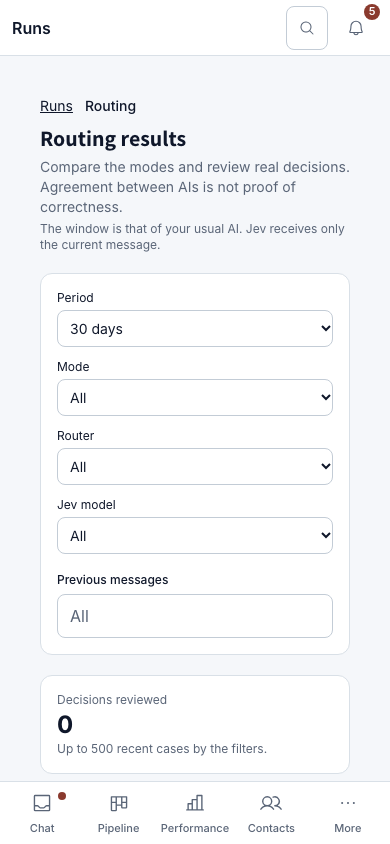 Runs
5
Runs Routing
Routing results
Compare the modes and review real decisions.
Agreement between AIs is not proof of
correctness.
The window is that of your usual AI. Jev receives only
the current message.
Period
30 days
Mode
All
Router
All
Jev model
All
Previous messages
All
Decisions reviewed
0
Up to 500 recent cases by the filters.
Chat Pipeline Performance Contacts More